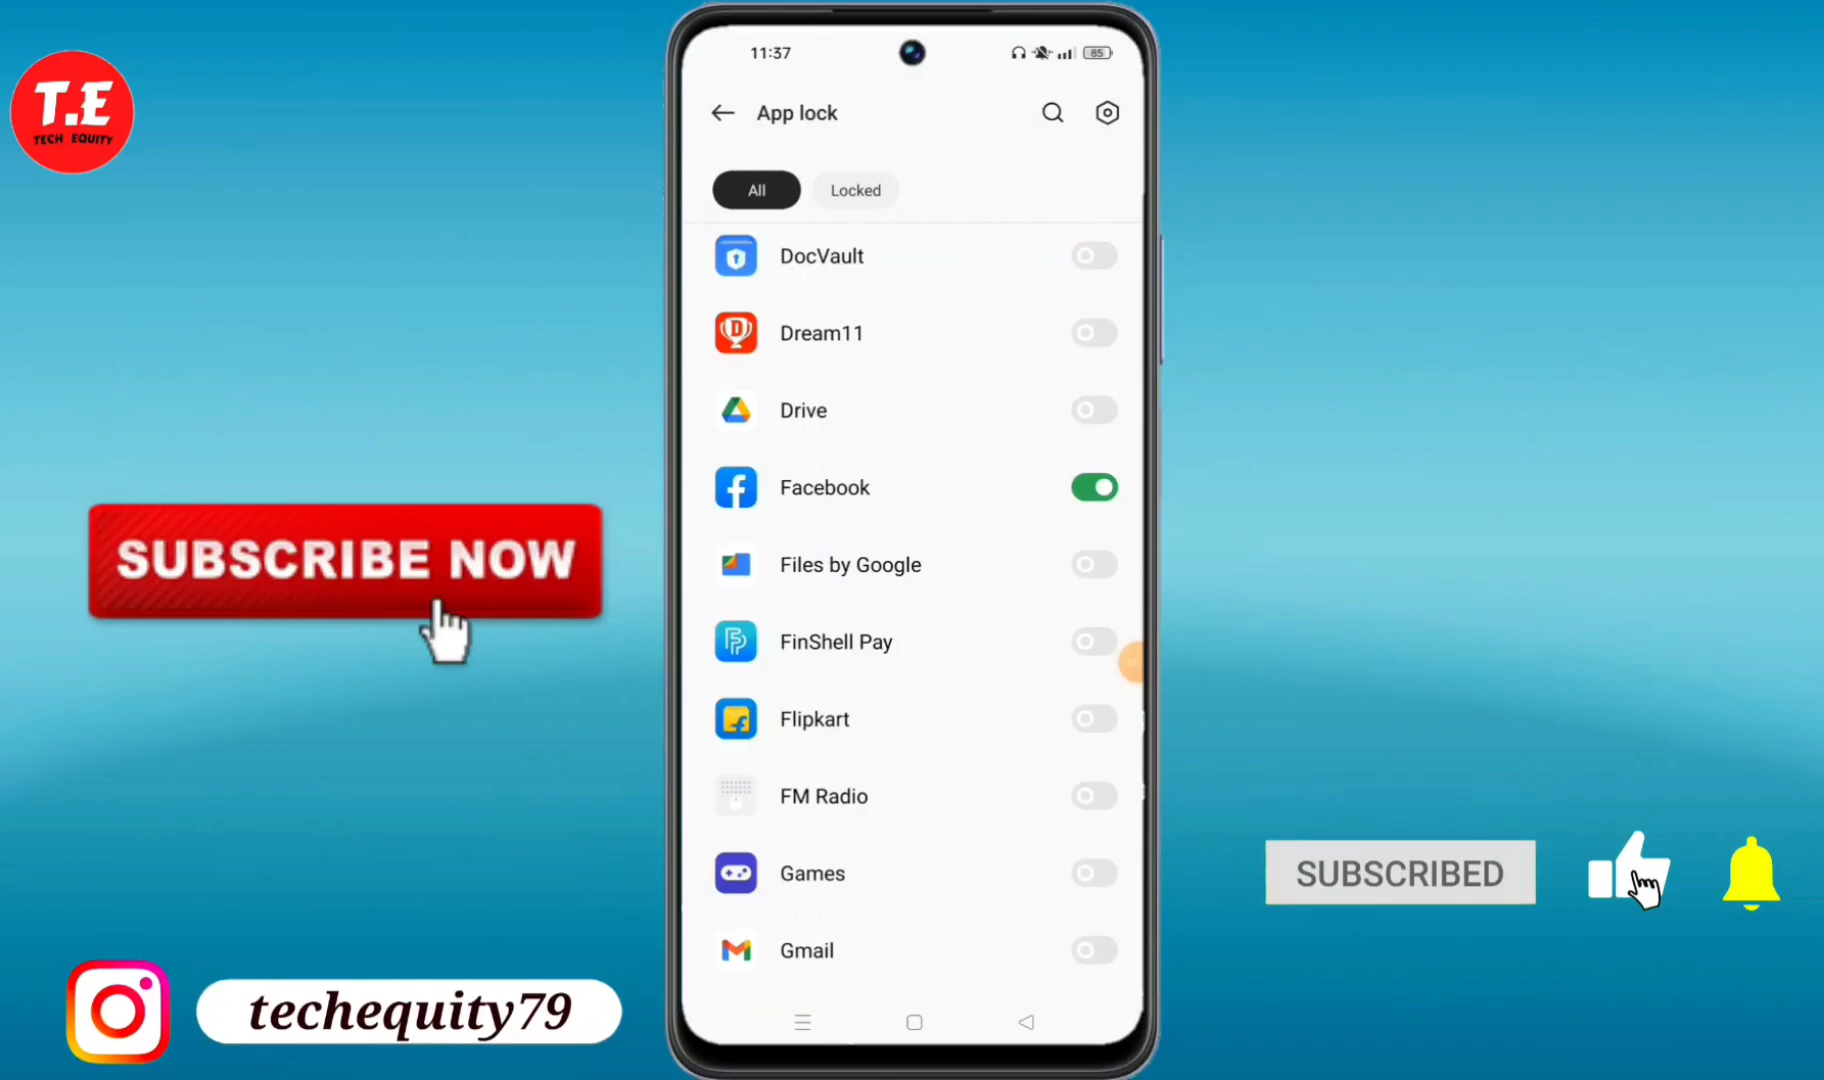 T.E
TECH EQUITY
11:37
85
App lock
All
Locked
DocVault
Dream11
Drive
Facebook
Files by Google
FinShell Pay
Flipkart
FM Radio
Games
Gmail
SUBSCRIBE NOW
SUBSCRIBED
techequity79